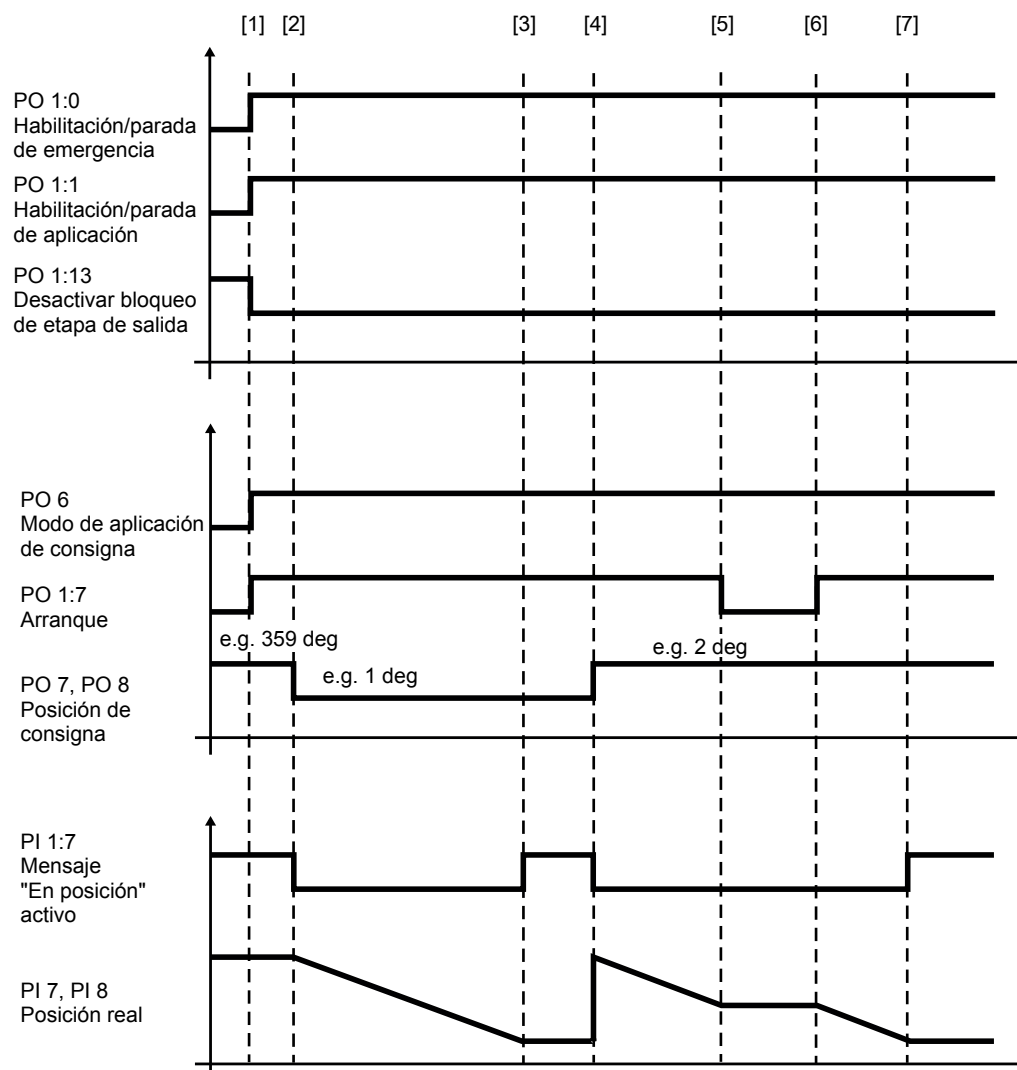 [1] [2] [3] [4] [5] [6] [7]
PO 1:0
Habilitación/parada
de emergencia
PO 1:1
Habilitación/parada
de aplicación
PO 1:13
Desactivar bloqueo
de etapa de salida
PO 6
Modo de aplicación
de consigna
PO 1:7
Arranque
e.g. 359 deg
e.g. 1 deg
e.g. 2 deg
PO 7, PO 8
Posición de
consigna
PI 1:7
Mensaje
"En posición"
activo
PI 7, PI 8
Posición real